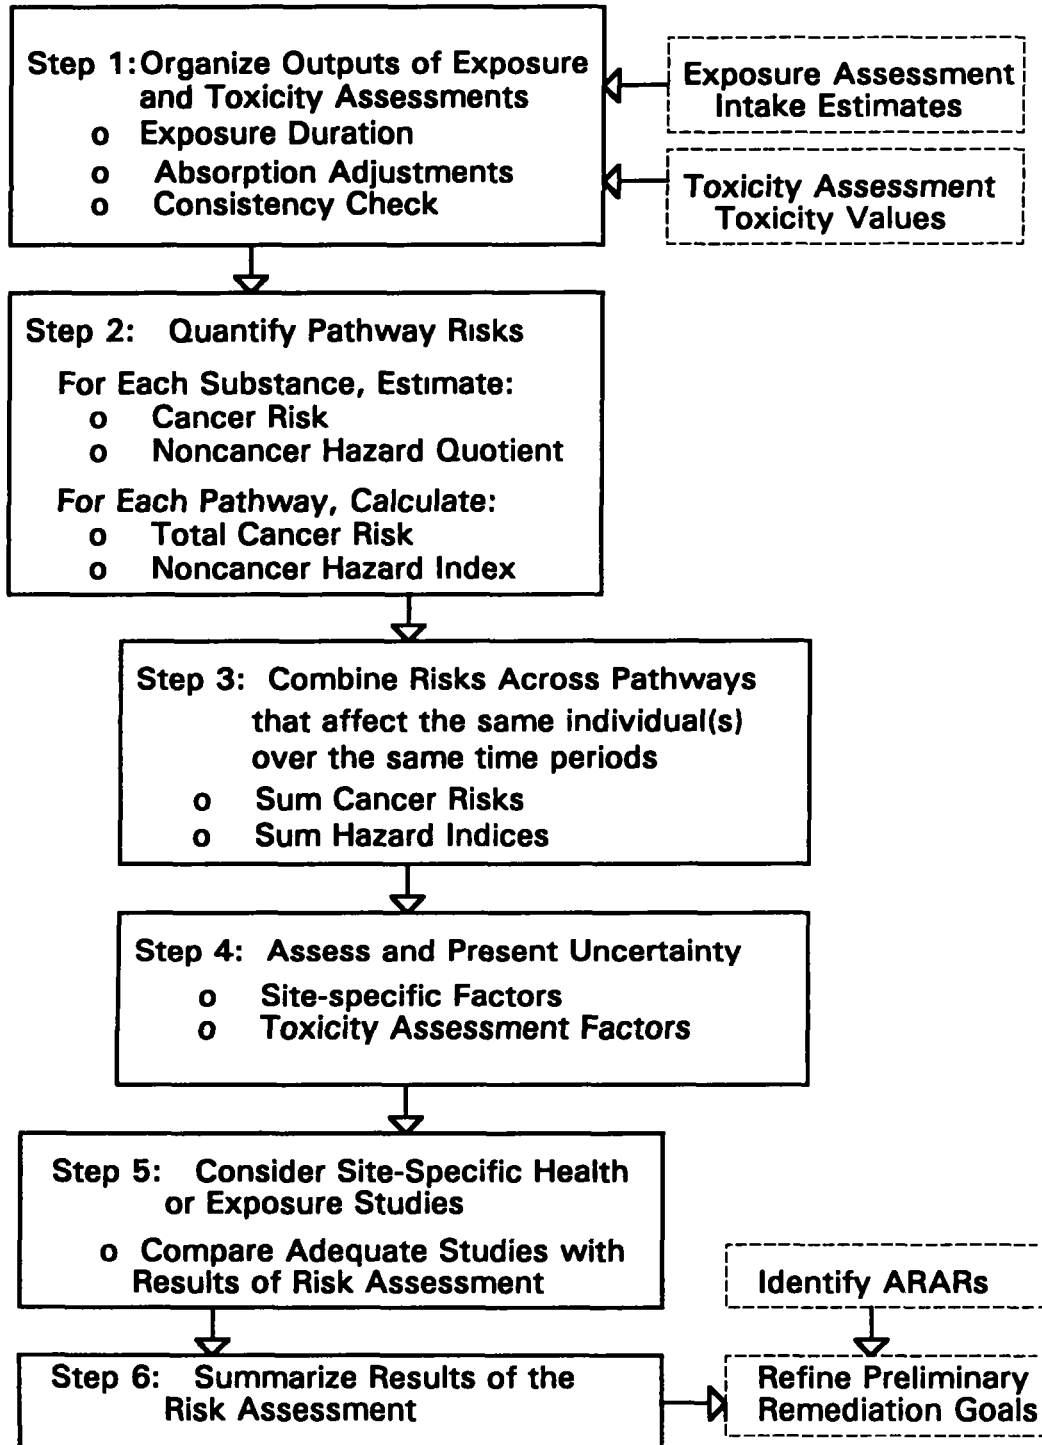 Step 1:Organize Outputs of Exposure
and Toxicity Assessments
o Exposure Duration
o Absorption Adjustments
o Consistency Check
Exposure Assessment
Intake Estimates
Toxicity Assessment
Toxicity Values
Step 2: Quantify Pathway Risks
For Each Substance, Estimate:
o Cancer Risk
o Noncancer Hazard Quotient
For Each Pathway, Calculate:
o Total Cancer Risk
o Noncancer Hazard Index
Step 3: Combine Risks Across Pathways
that affect the same individual(s)
over the same time periods
o Sum Cancer Risks
o Sum Hazard Indices
Step 4: Assess and Present Uncertainty
o Site-specific Factors
o Toxicity Assessment Factors
Step 5: Consider Site-Specific Health
or Exposure Studies
o Compare Adequate Studies with
Results of Risk Assessment
Identify ARARs
Step 6: Summarize Results of the
Risk Assessment
Refine Preliminary
Remediation Goals